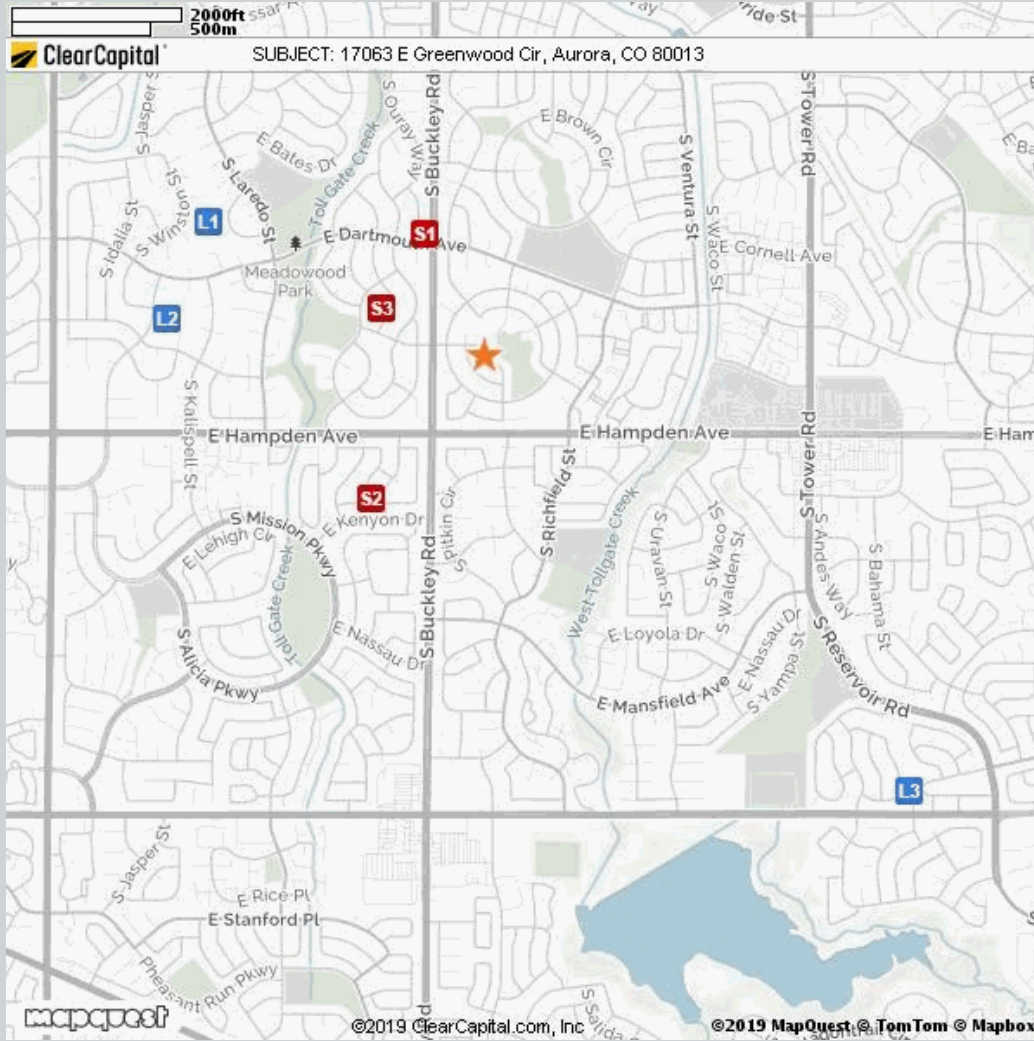 2000ft
500m
ClearCapital
SUBJECT: 17063 E Greenwood Cir, Aurora, CO 80013
S Jasper S
S Ouray Way
S Buckley Rd
E Brown Cir
S Tower Rd
E Bates Dr
Toll Gate Creek
S Laredo St
S Ventura St
S Idalia St
S Winston St
L1
S1
E Dartmouth Ave
S Waco St
E Cornell Ave
Meadowood
Park
L2
S3
S Kalispell St
E Hampden Ave
E Hampden Ave
E Ham
S Tower Rd
S2
S Mission Pkwy
E Kenyon Dr
S Pitkin Cir
S Richfield St
E Lehigh Cir
West Tollgate Creek
S Uravan St
S Waco St
S Walden St
S Andes Way
S Bahama St
Toll Gate Creek
S Buckley Rd
E Nassau Dr
E Loyola Dr
E Nassau Dr
S Yampa St
S Alicia Pkwy
E Mansfield Ave
S Reservoir Rd
L3
S Jasper St
E Rice Pl
E Stanford Pl
Pheasant Run Pkwy
mapquest
©2019 ClearCapital.com, Inc
©2019 MapQuest © TomTom © Mapbox